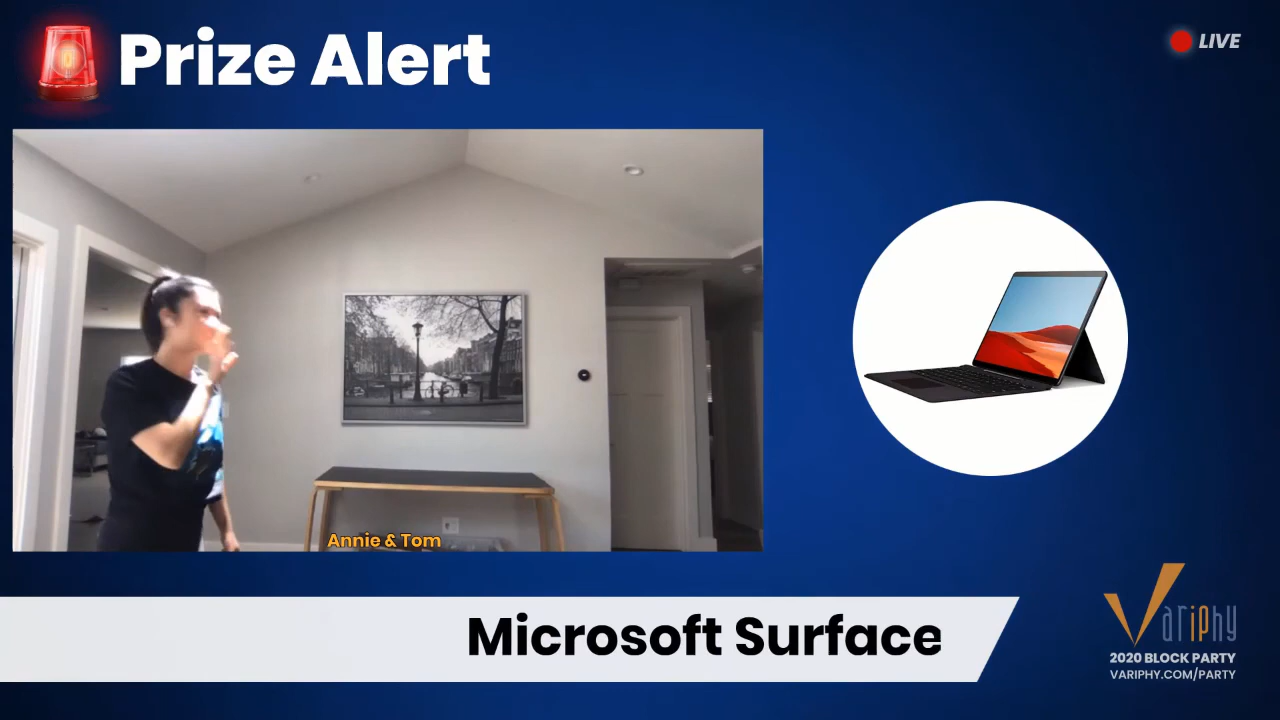 Prize Alert
LIVE
Annie & Tom
Microsoft Surface
Variphy
2020 BLOCK PARTY
VARIPHY.COM/PARTY